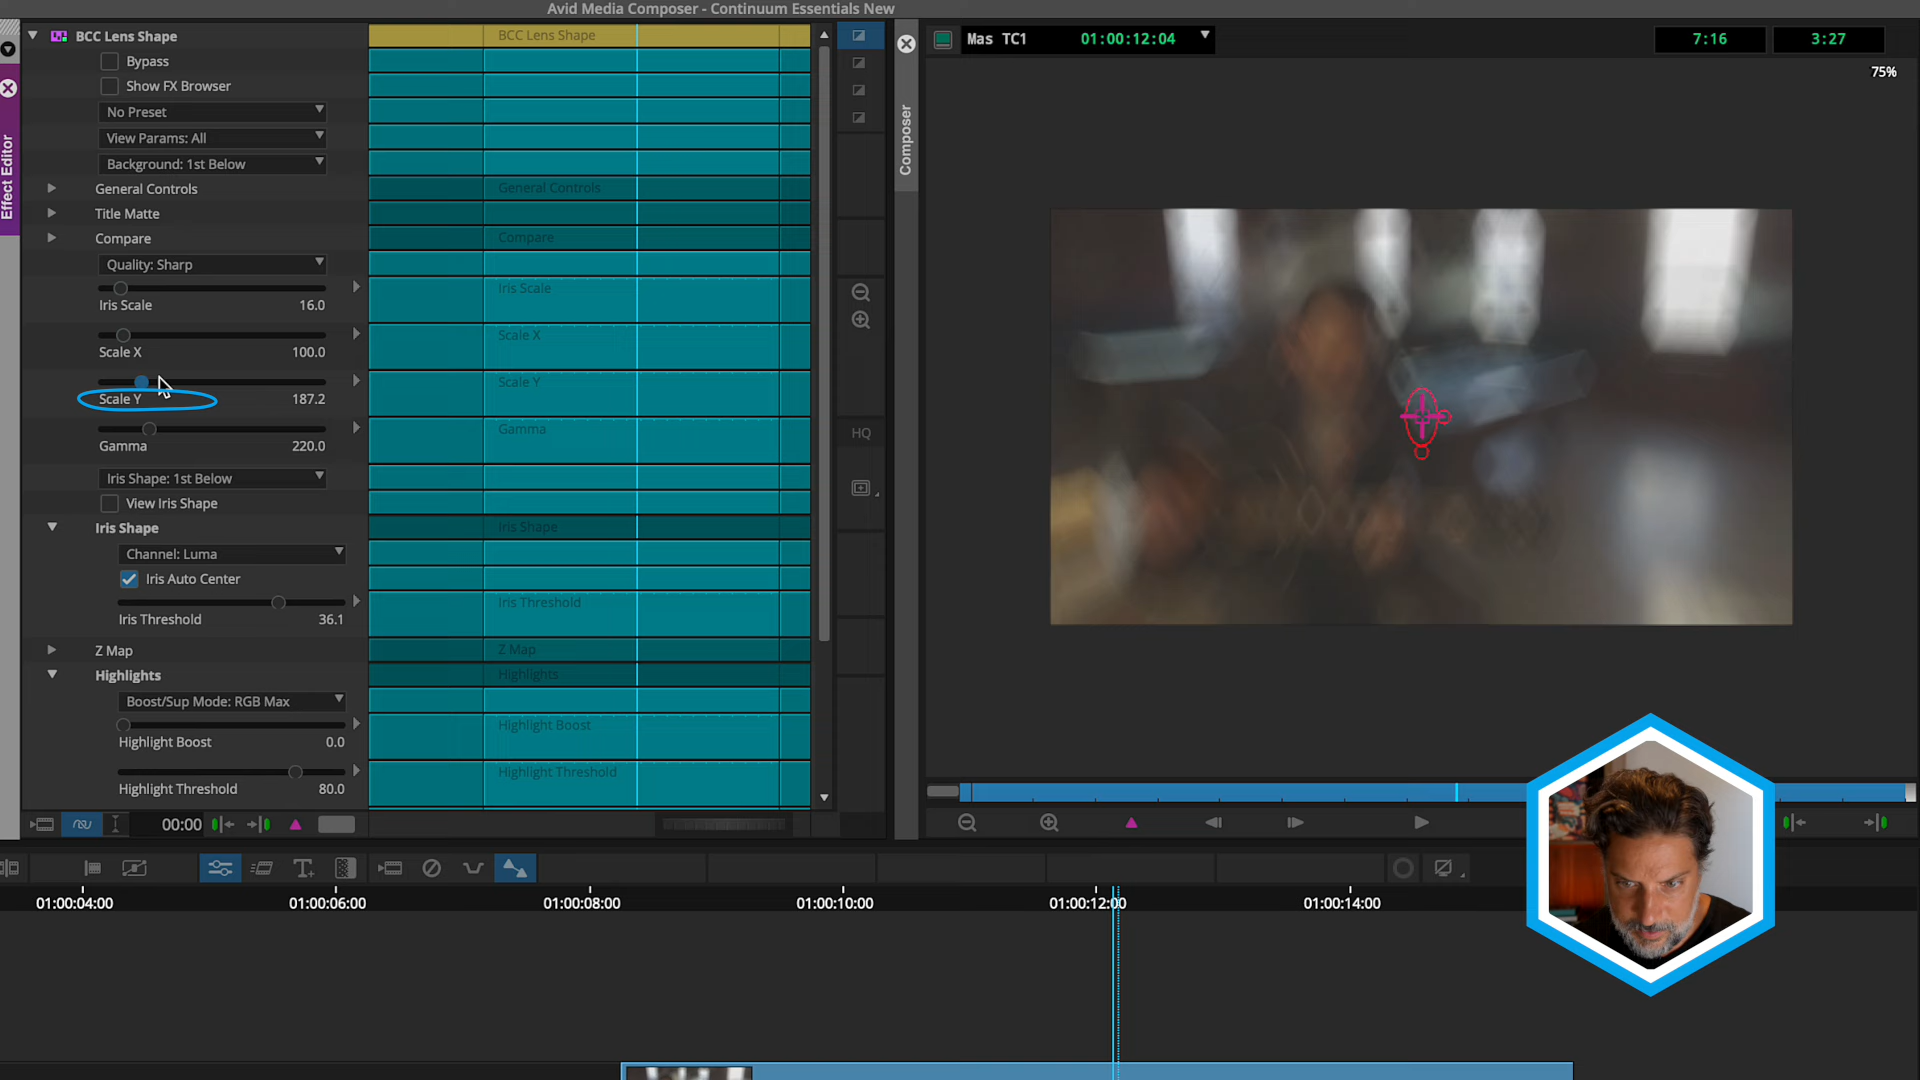 Avid Media Composer - Continuum Essentials New
BCC Lens Shape
BCC Lens Shape
Bypass
Show FX Browser
No Preset
View Params: All
Background: 1st Below
General Controls
General Controls
Title Matte
Compare
Compare
Quality: Sharp
Iris Scale
Iris Scale 16.0
Scale X
Scale X 100.0
Scale Y
Scale Y 187.2
Gamma
Gamma 220.0
Iris Shape: 1st Below
View Iris Shape
Iris Shape
Iris Shape
Channel: Luma
Iris Auto Center
Iris Threshold
Iris Threshold 36.1
Z Map
Z Map
Highlights
Highlights
Boost/Sup Mode: RGB Max
Highlight Boost
Highlight Boost 0.0
Highlight Threshold
Highlight Threshold 80.0
00:00
Effect Editor
HQ
Composer
Mas TC1 01:00:12:04 7:16 3:27
75%
T+
01:00:04:00 01:00:06:00 01:00:08:00 01:00:10:00 01:00:12:00 01:00:14:00